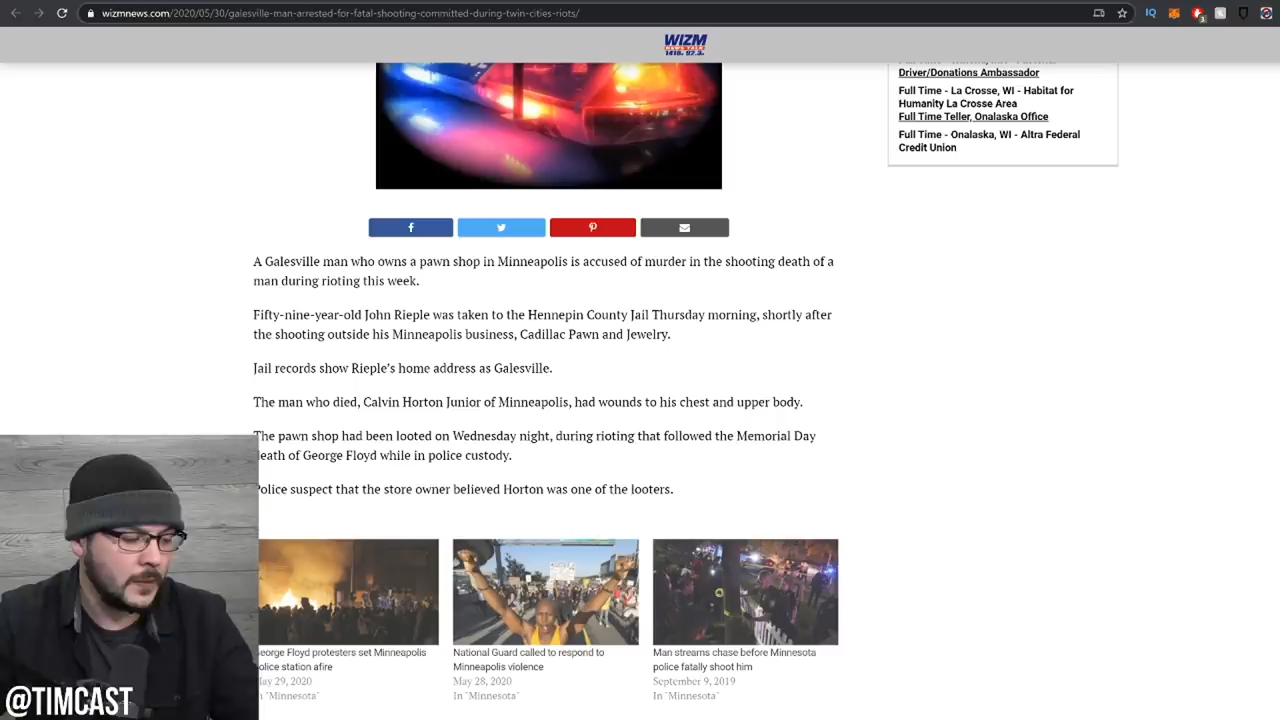 wizmnews.com/2020/05/30/galesville-man-arrested-for-fatal-shooting-committed-during-twin-cities-riots/
IQ
3
WIZM
NEWS TALK
1410AM 92.3FM
Driver/Donations Ambassador
Full Time - La Crosse, WI - Habitat for
Humanity La Crosse Area
Full Time Teller, Onalaska Office
Full Time - Onalaska, WI - Altra Federal
Credit Union
A Galesville man who owns a pawn shop in Minneapolis is accused of murder in the shooting death of a
man during rioting this week.
Fifty-nine-year-old John Rieple was taken to the Hennepin County Jail Thursday morning, shortly after
the shooting outside his Minneapolis business, Cadillac Pawn and Jewelry.
Jail records show Rieple's home address as Galesville.
The man who died, Calvin Horton Junior of Minneapolis, had wounds to his chest and upper body.
The pawn shop had been looted on Wednesday night, during rioting that followed the Memorial Day
death of George Floyd while in police custody.
Police suspect that the store owner believed Horton was one of the looters.
George Floyd protesters set Minneapolis
police station afire
May 29, 2020
In "Minnesota"
National Guard called to respond to
Minneapolis violence
May 28, 2020
In "Minnesota"
Man streams chase before Minnesota
police fatally shoot him
September 9, 2019
In "Minnesota"
@TIMCAST